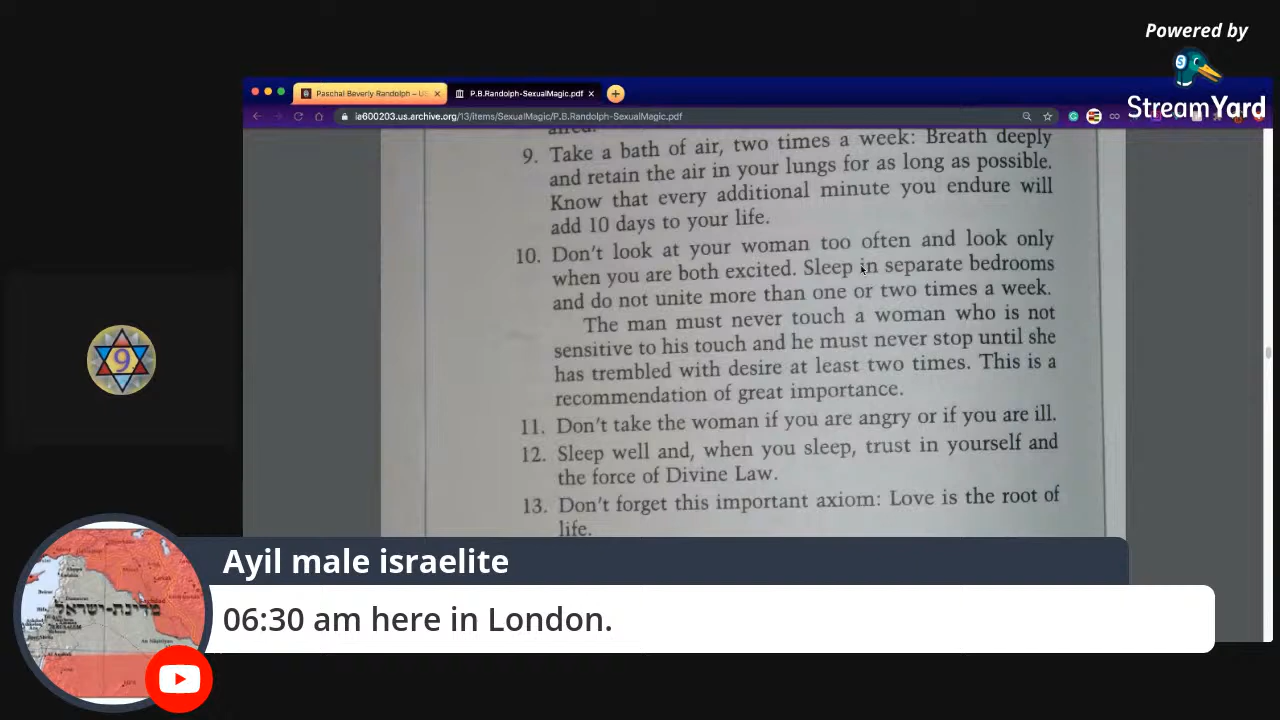 Powered by
StreamYard
Paschal Beverly Randolph – U
P.B.Randolph-SexualMagic.pdf
ia600203.us.archive.org/13/items/SexualMagic/P.B.Randolph-SexualMagic.pdf
9. Take a bath of air, two times a week: Breath deeply
and retain the air in your lungs for as long as possible.
Know that every additional minute you endure will
add 10 days to your life.
10. Don't look at your woman too often and look only
when you are both excited. Sleep in separate bedrooms
and do not unite more than one or two times a week.
The man must never touch a woman who is not
sensitive to his touch and he must never stop until she
has trembled with desire at least two times. This is a
recommendation of great importance.
11. Don't take the woman if you are angry or if you are ill.
12. Sleep well and, when you sleep, trust in yourself and
the force of Divine Law.
13. Don't forget this important axiom: Love is the root of
life.
9
Ayil male israelite
06:30 am here in London.
מדינת-ישראל